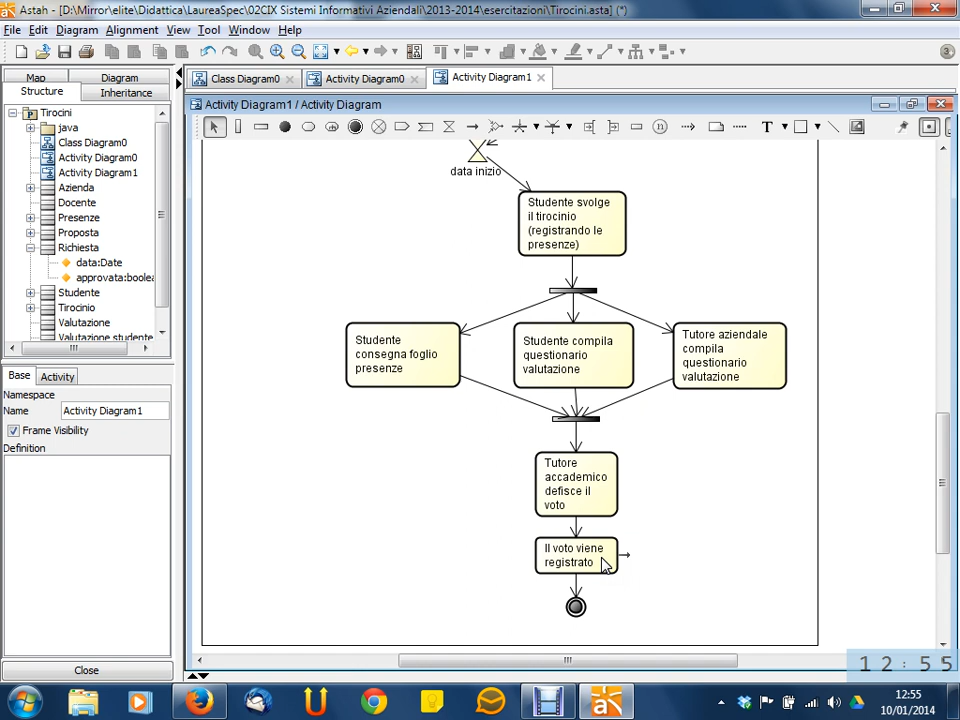 Astah - [D:\Mirror\elite\Didattica\LaureaSpec\02CIX Sistemi Informativi Aziendali\2013-2014\esercitazioni\Tirocini.asta] (*)
File Edit Diagram Alignment View Tool Window Help
3
Map Diagram
Structure Inheritance
Class Diagram0 Activity Diagram0 Activity Diagram1
Activity Diagram1 / Activity Diagram
T
Tirocini
java
Class Diagram0
Activity Diagram0
Activity Diagram1
Azienda
Docente
Presenze
Proposta
Richiesta
data:Date
approvata:boolea
Studente
Tirocinio
Valutazione
Valutazione studente
Base Activity
Namespace
Name Activity Diagram1
Frame Visibility
Definition
Close
data inizio
Studente svolge
il tirocinio
(registrando le
presenze)
Studente
consegna foglio
presenze
Studente compila
questionario
valutazione
Tutore aziendale
compila
questionario
valutazione
Tutore
accademico
defisce il
voto
Il voto viene
registrato
12:55
12:55
10/01/2014